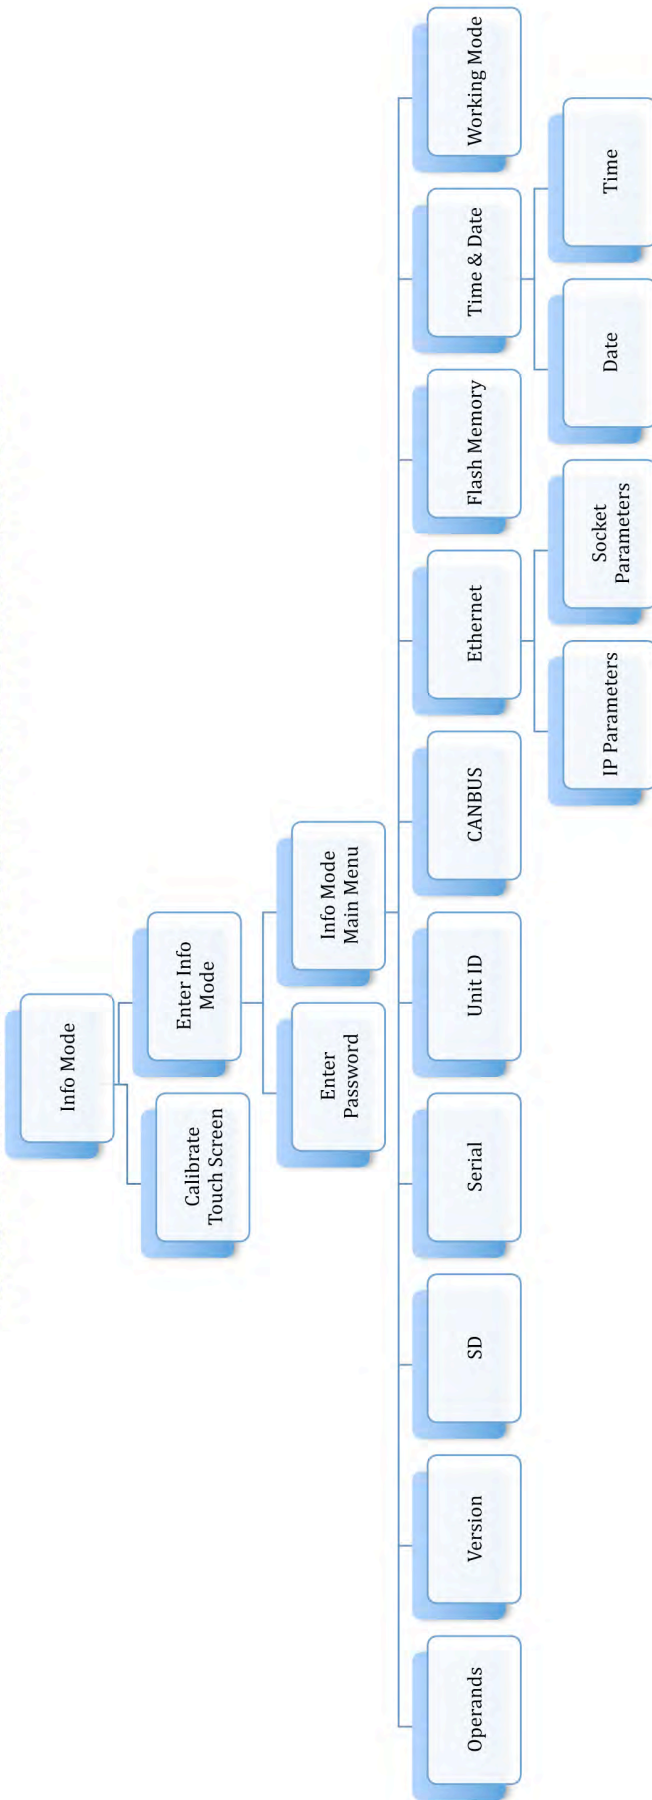 Info Mode
Calibrate
Touch Screen
Enter Info
Mode
Enter
Password
Info Mode
Main Menu
Operands
Version
SD
Serial
Unit ID
CANBUS
Ethernet
Flash Memory
Time & Date
Working Mode
IP Parameters
Socket
Parameters
Date
Time